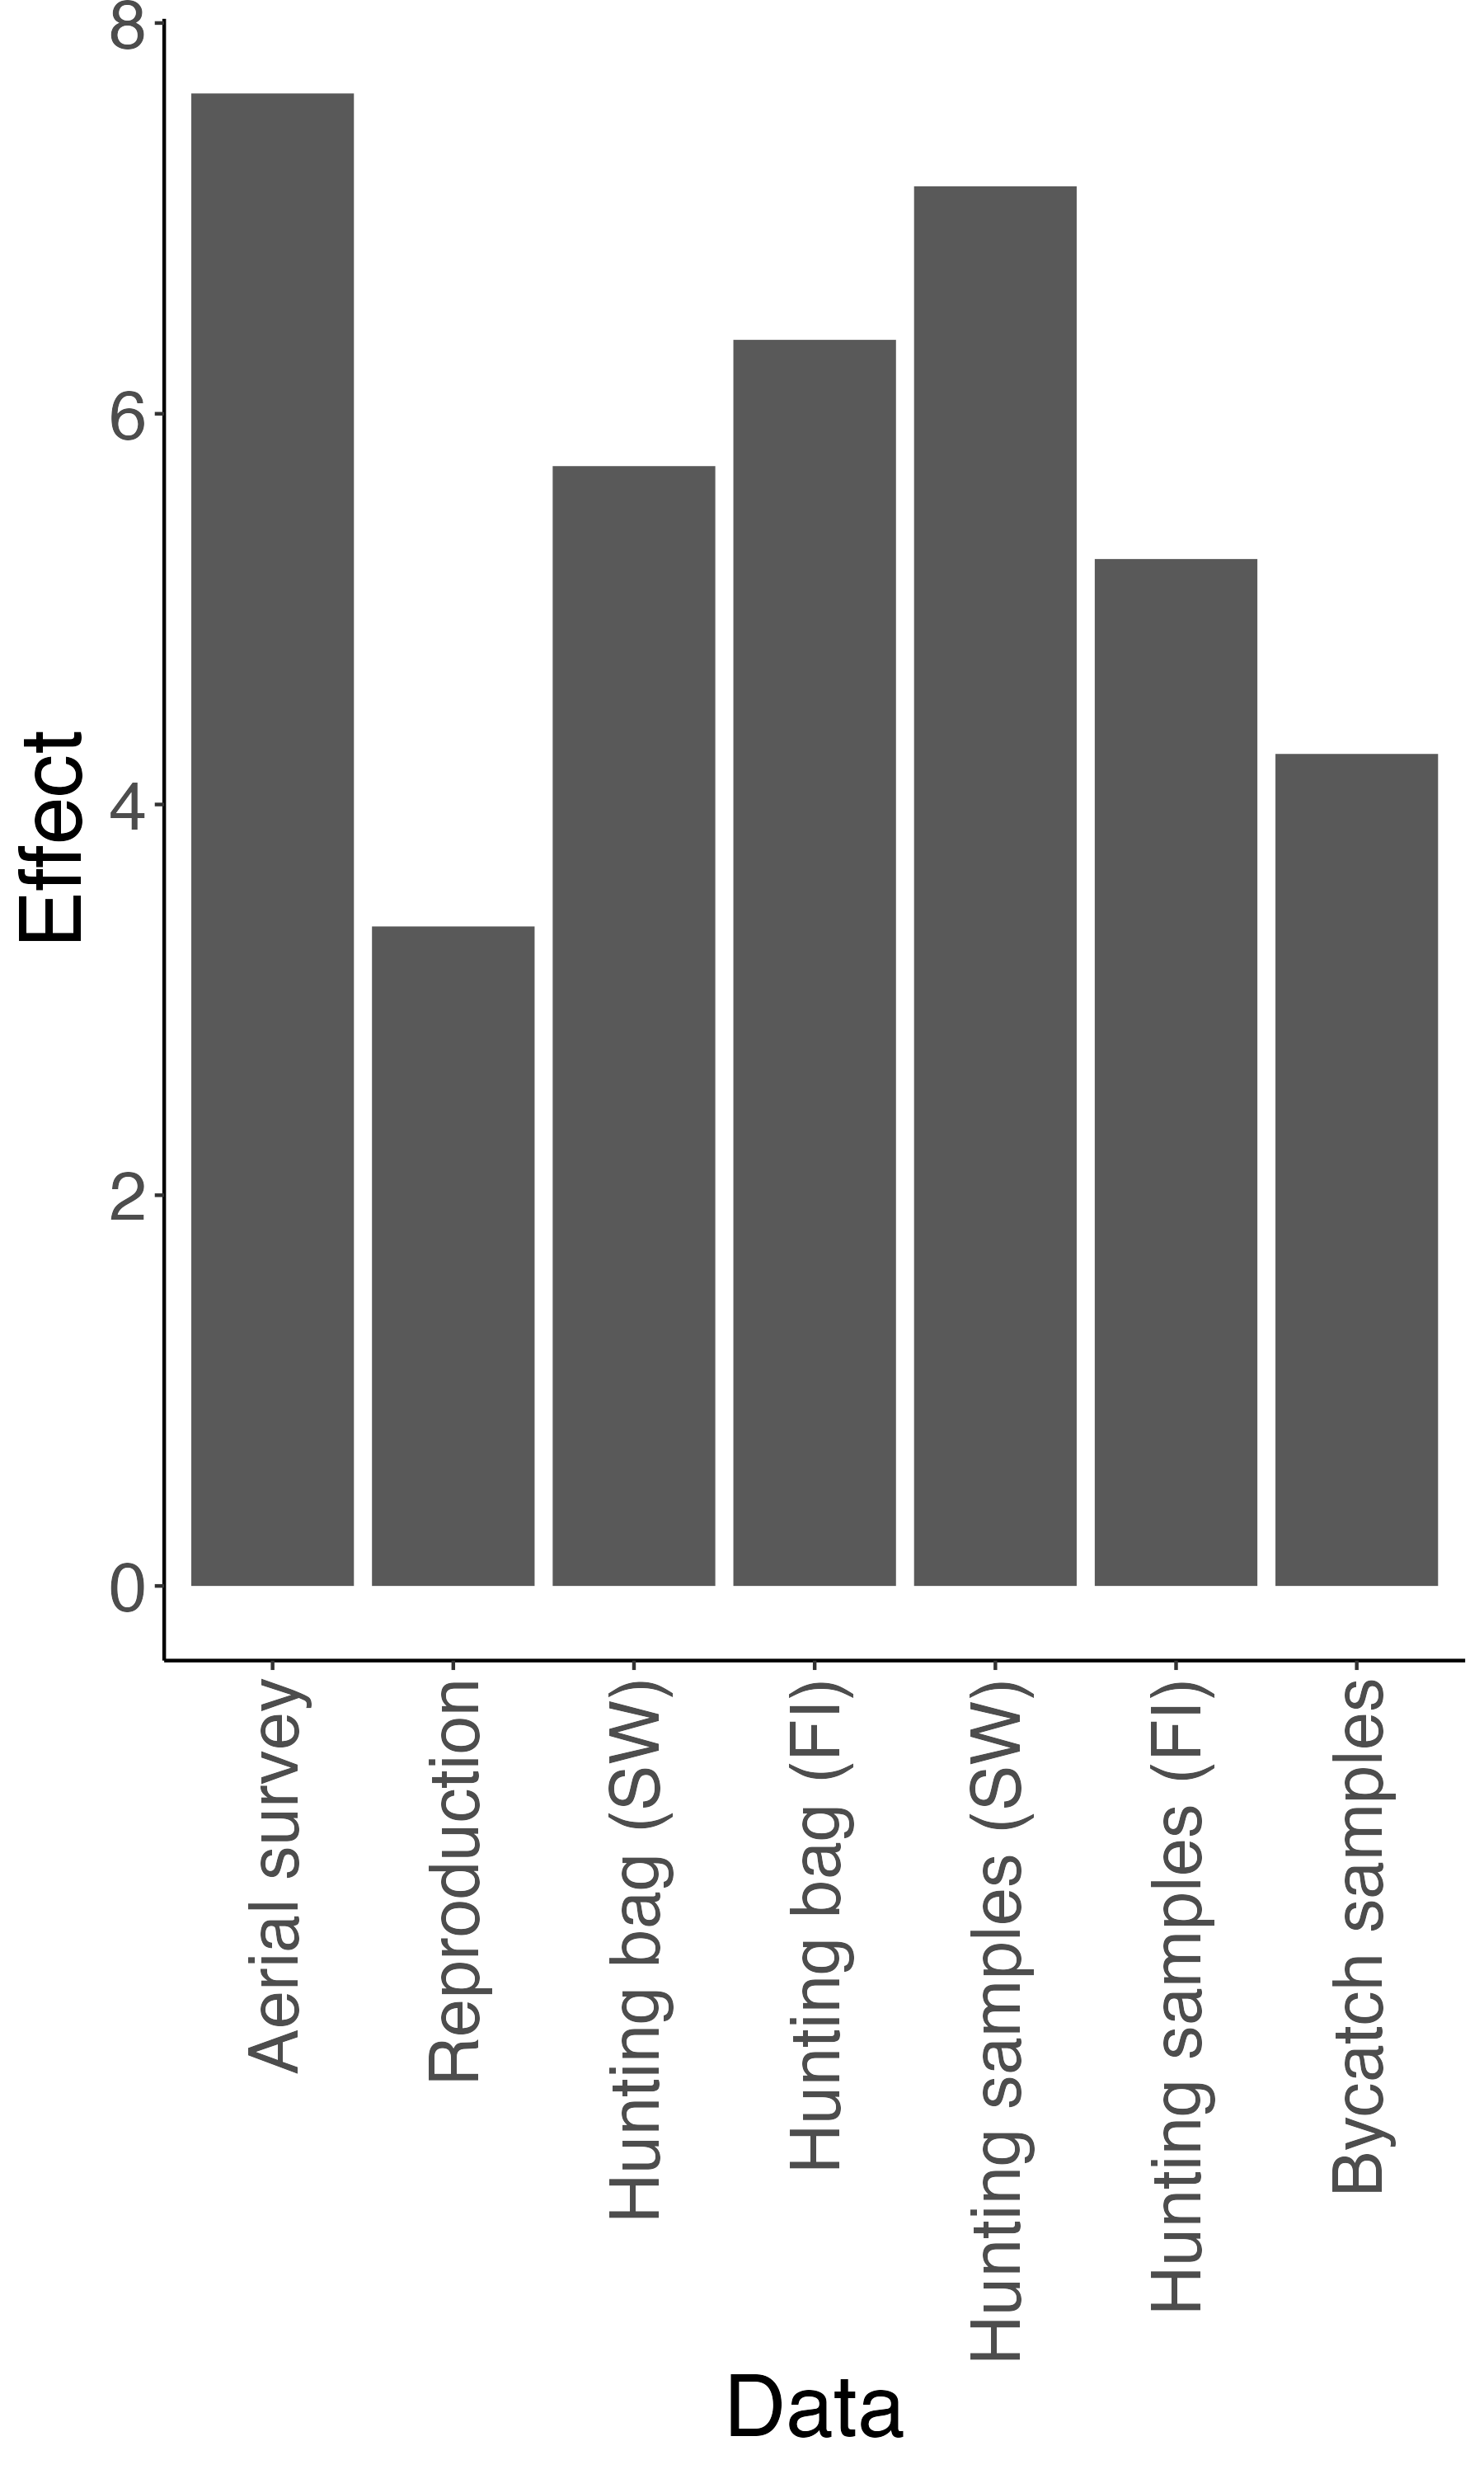 8
6
4
2
0
Effect
Aerial survey
Reproduction
Hunting bag (SW)
Hunting bag (FI)
Hunting samples (SW)
Hunting samples (FI)
Bycatch samples
Data